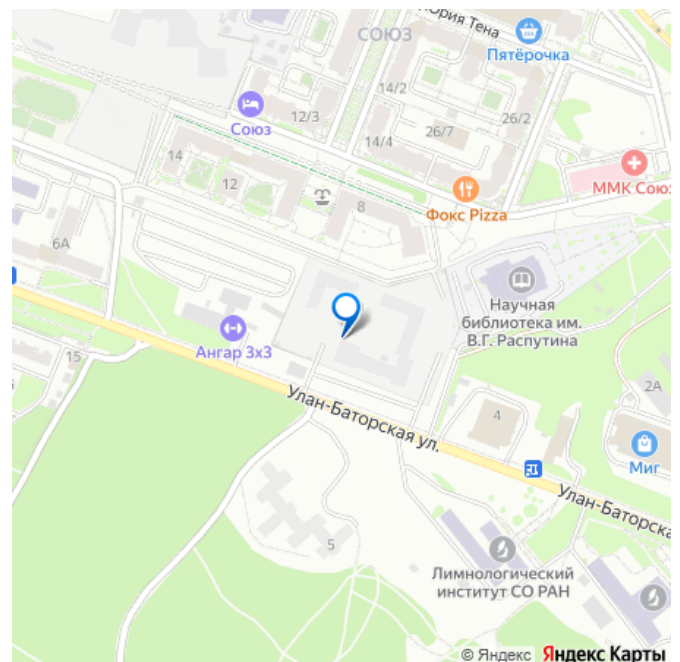 Юрия Тена
СОЮЗ
Пятёрочка
14/2
12/3
Союз
26/2
26/7
14/4
14
ММК Союз
12
Фокс Pizza
8
6А
Научная
библиотека им.
В.Г. Распутина
Ангар 3х3
15
2А
Улан-Баторская ул.
4
Миг
Улан-Баторска
5
Лимнологический
институт СО РАН
© Яндекс Яндекс Карты